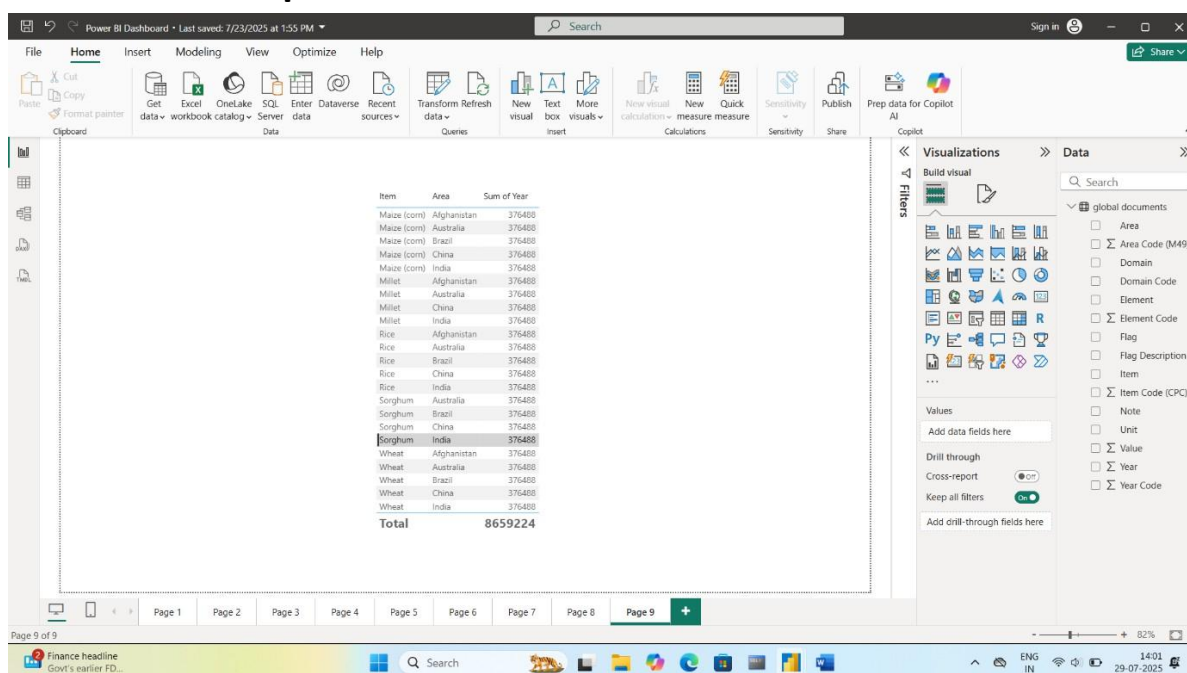 Power BI Dashboard • Last saved: 7/23/2025 at 1:55 PM
Search
Sign in
File Home Insert Modeling View Optimize Help
Share
Paste
Cut
Copy
Format painter
Get data
Excel workbook
OneLake catalog
SQL Server
Enter data
Dataverse
Recent sources
Transform data
Refresh
New visual
Text box
More visuals
New visual calculation
New measure
Quick measure
Sensitivity
Publish
Prep data for AI
Copilot
Clipboard Data Queries Insert Calculations Sensitivity Share Copilot
Item Area Sum of Year
Maize (corn) Afghanistan 376488
Maize (corn) Australia 376488
Maize (corn) Brazil 376488
Maize (corn) China 376488
Maize (corn) India 376488
Millet Afghanistan 376488
Millet Australia 376488
Millet China 376488
Millet India 376488
Rice Afghanistan 376488
Rice Australia 376488
Rice Brazil 376488
Rice China 376488
Rice India 376488
Sorghum Australia 376488
Sorghum Brazil 376488
Sorghum China 376488
Sorghum India 376488
Wheat Afghanistan 376488
Wheat Australia 376488
Wheat Brazil 376488
Wheat China 376488
Wheat India 376488
Total 8659224
Filters
Visualizations
Build visual
R
Py
123
...
Values
Add data fields here
Drill through
Cross-report Off
Keep all filters On
Add drill-through fields here
Data
Search
global documents
Area
Σ Area Code (M49
Domain
Domain Code
Element
Σ Element Code
Flag
Flag Description
Item
Σ Item Code (CPC)
Note
Unit
Σ Value
Σ Year
Σ Year Code
Page 1 Page 2 Page 3 Page 4 Page 5 Page 6 Page 7 Page 8 Page 9 +
Page 9 of 9
- + 82%
2
Finance headline
Govt's earlier FD...
Search
ENG
IN
14:01
29-07-2025